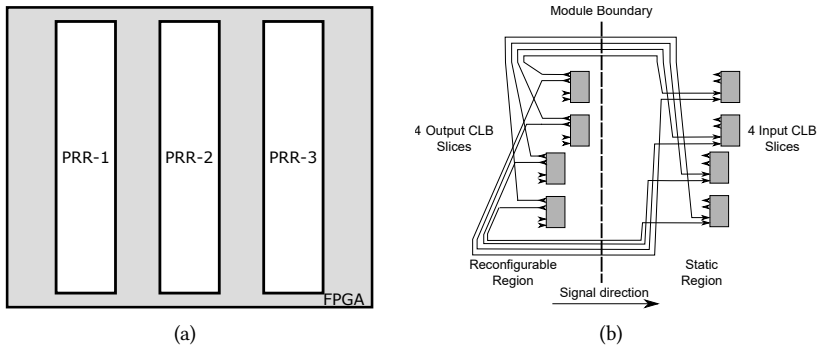 PRR-1
PRR-2
PRR-3
FPGA
(a)
Module Boundary
4 Output CLB
Slices
4 Input CLB
Slices
Reconfigurable
Region
Static
Region
Signal direction
(b)